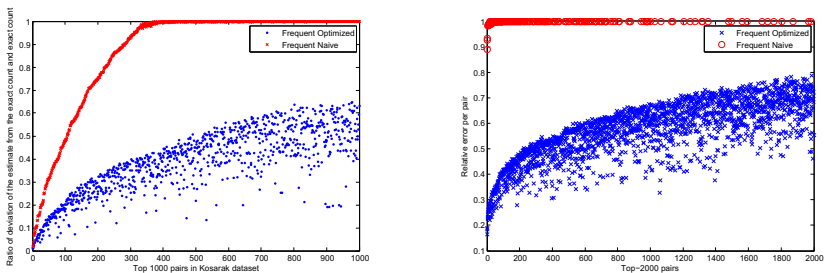 Ratio of deviation of the estimate from the exact count and exact count
1
0.9
0.8
0.7
0.6
0.5
0.4
0.3
0.2
0.1
0
0 100 200 300 400 500 600 700 800 900 1000
Top 1000 pairs in Kosarak dataset
Frequent Optimized
Frequent Naive
Relative error per pair
1
0.9
0.8
0.7
0.6
0.5
0.4
0.3
0.2
0.1
0 200 400 600 800 1000 1200 1400 1600 1800 2000
Top−2000 pairs
Frequent Optimized
Frequent Naive